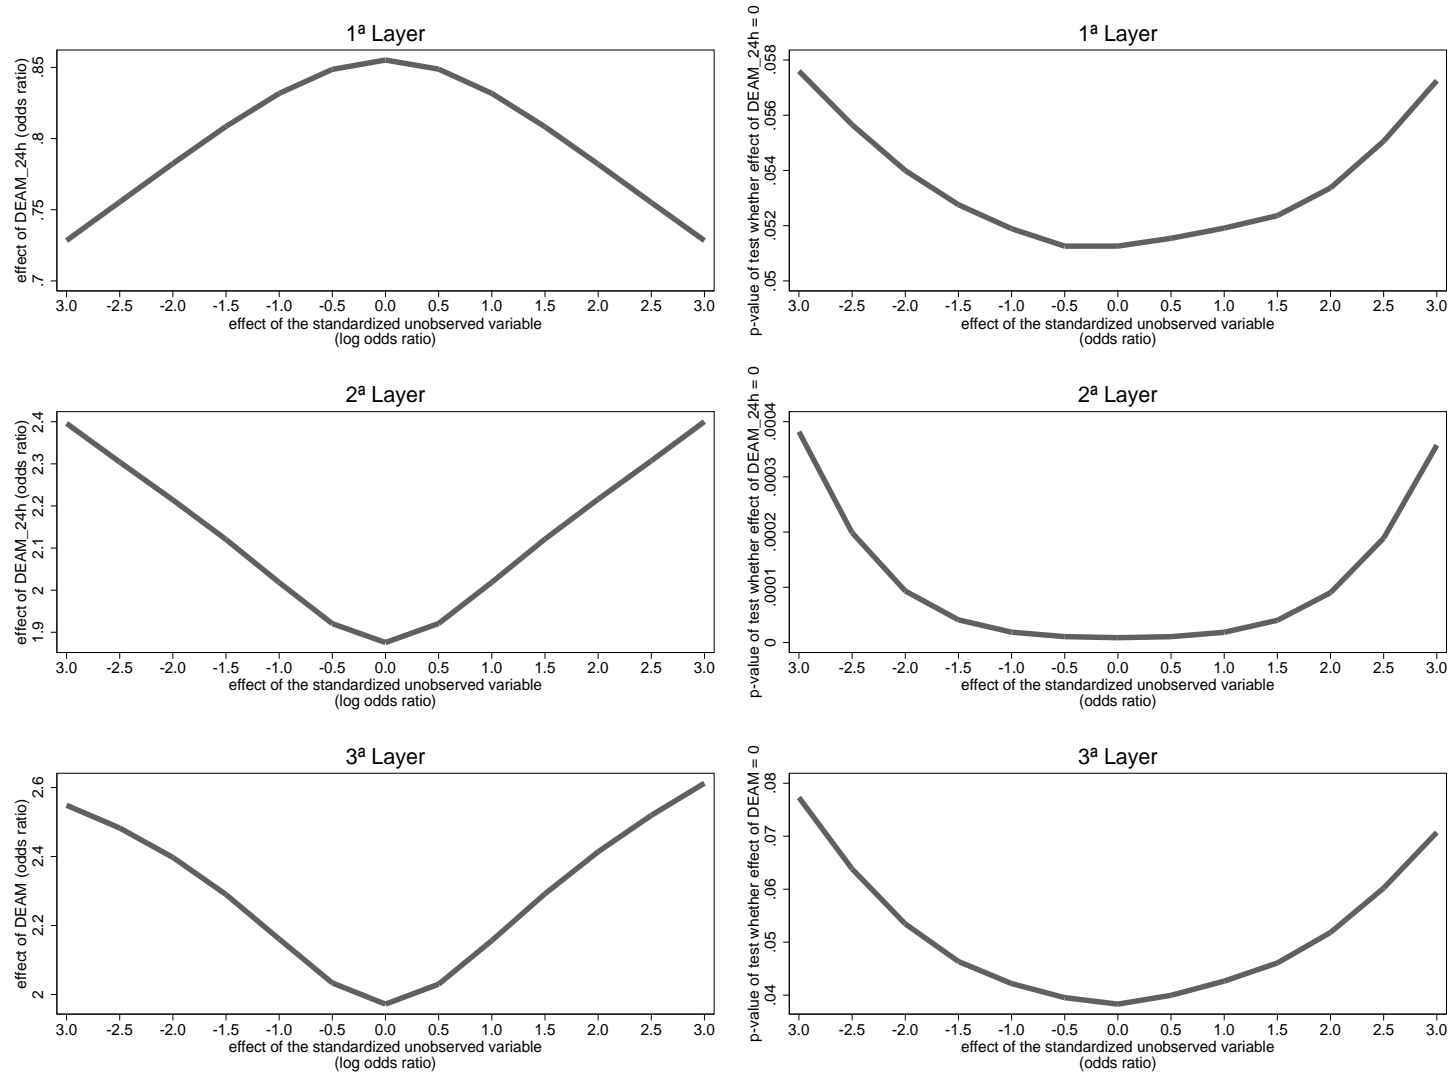 1ª Layer
effect of DEAM_24h (odds ratio)
.85
.8
.75
.7
3.0 -2.5 -2.0 -1.5 -1.0 -0.5 0.0 0.5 1.0 1.5 2.0 2.5 3.0
effect of the standardized unobserved variable
(log odds ratio)
1ª Layer
p-value of test whether effect of DEAM_24h = 0
.058
.056
.054
.052
.05
3.0 -2.5 -2.0 -1.5 -1.0 -0.5 0.0 0.5 1.0 1.5 2.0 2.5 3.0
effect of the standardized unobserved variable
(odds ratio)
2ª Layer
effect of DEAM_24h (odds ratio)
2.4
2.3
2.2
2.1
2
1.9
3.0 -2.5 -2.0 -1.5 -1.0 -0.5 0.0 0.5 1.0 1.5 2.0 2.5 3.0
effect of the standardized unobserved variable
(log odds ratio)
2ª Layer
p-value of test whether effect of DEAM_24h = 0
.0004
.0003
.0002
.0001
0
3.0 -2.5 -2.0 -1.5 -1.0 -0.5 0.0 0.5 1.0 1.5 2.0 2.5 3.0
effect of the standardized unobserved variable
(odds ratio)
3ª Layer
effect of DEAM (odds ratio)
2.6
2.4
2.2
2
3.0 -2.5 -2.0 -1.5 -1.0 -0.5 0.0 0.5 1.0 1.5 2.0 2.5 3.0
effect of the standardized unobserved variable
(log odds ratio)
3ª Layer
p-value of test whether effect of DEAM = 0
.08
.07
.06
.05
.04
3.0 -2.5 -2.0 -1.5 -1.0 -0.5 0.0 0.5 1.0 1.5 2.0 2.5 3.0
effect of the standardized unobserved variable
(odds ratio)